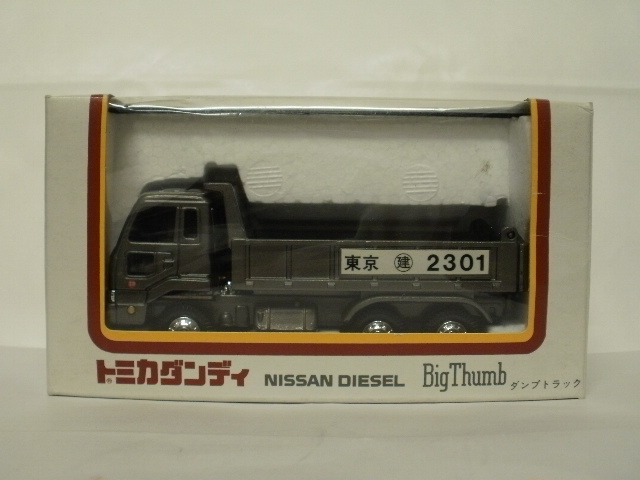 東京 建 2301
トミカダンディ NISSAN DIESEL BigThumb ダンプトラック